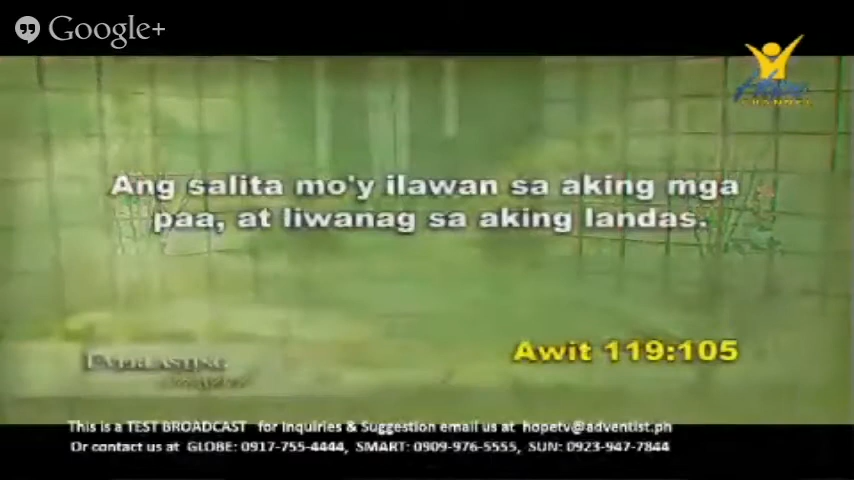 Google+
CHANNEL
Ang salita mo'y ilawan sa aking mga
paa, at liwanag sa aking landas.
Awit 119:105
EVERLASTING
This is a TEST BROADCAST for Inquiries & Suggestion email us at hopetv@adventist.ph
Or contact us at GLOBE: 0917-755-4444, SMART: 0909-976-5555, SUN: 0923-947-7844